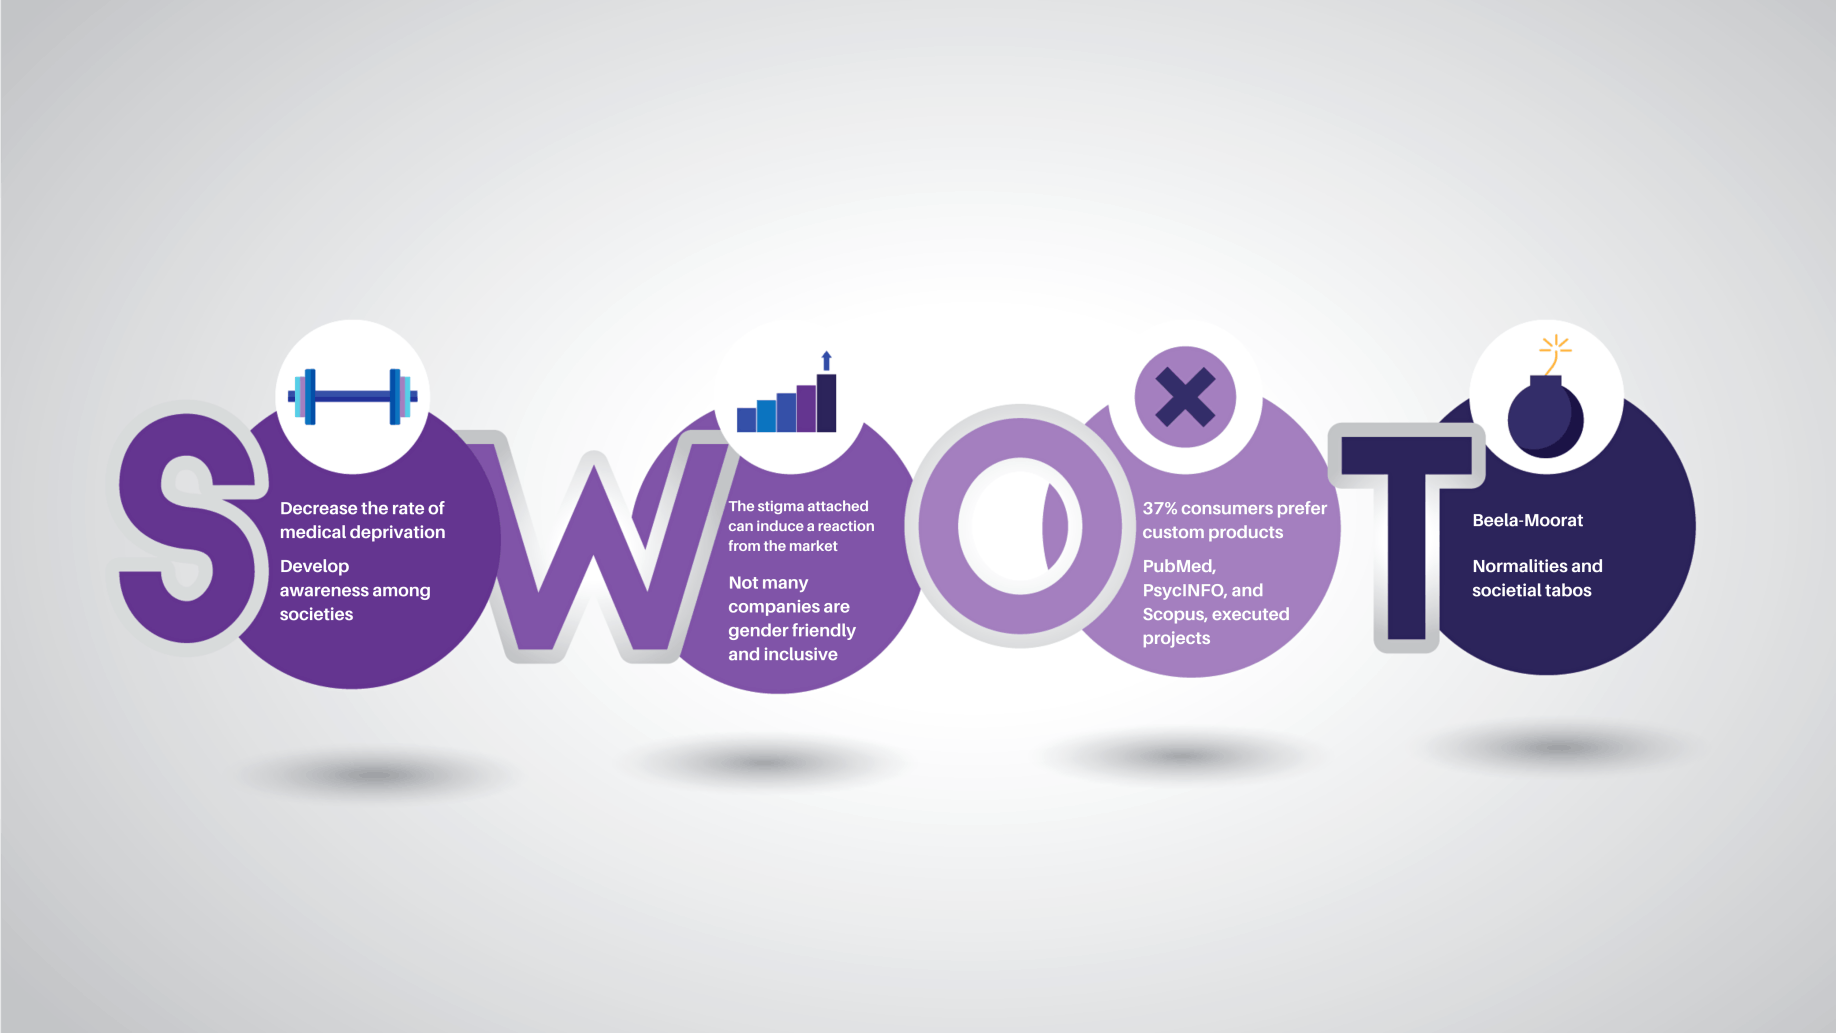 S
Decrease the rate of
medical deprivation
Develop
awareness among
societies
W
The stigma attached
can induce a reaction
from the market
Not many
companies are
gender friendly
and inclusive
O
37% consumers prefer
custom products
PubMed,
PsycINFO, and
Scopus, executed
projects
T
Beela-Moorat
Normalities and
societial tabos